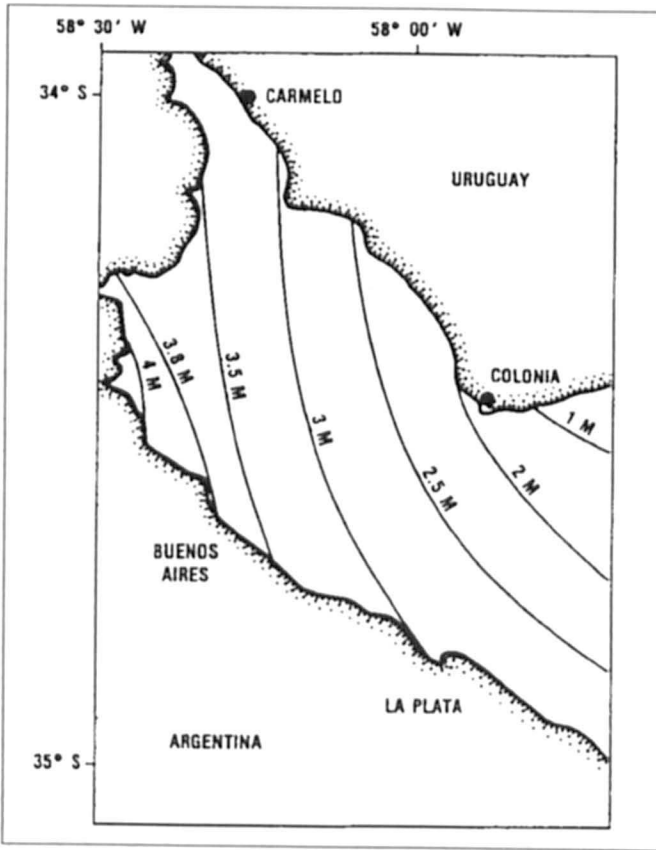 58° 30' W
58° 00' W
34° S
CARMELO
URUGUAY
3.8 M
4 M
3.5 M
3 M
COLONIA
1 M
2 M
2.5 M
BUENOS
AIRES
LA PLATA
ARGENTINA
35° S